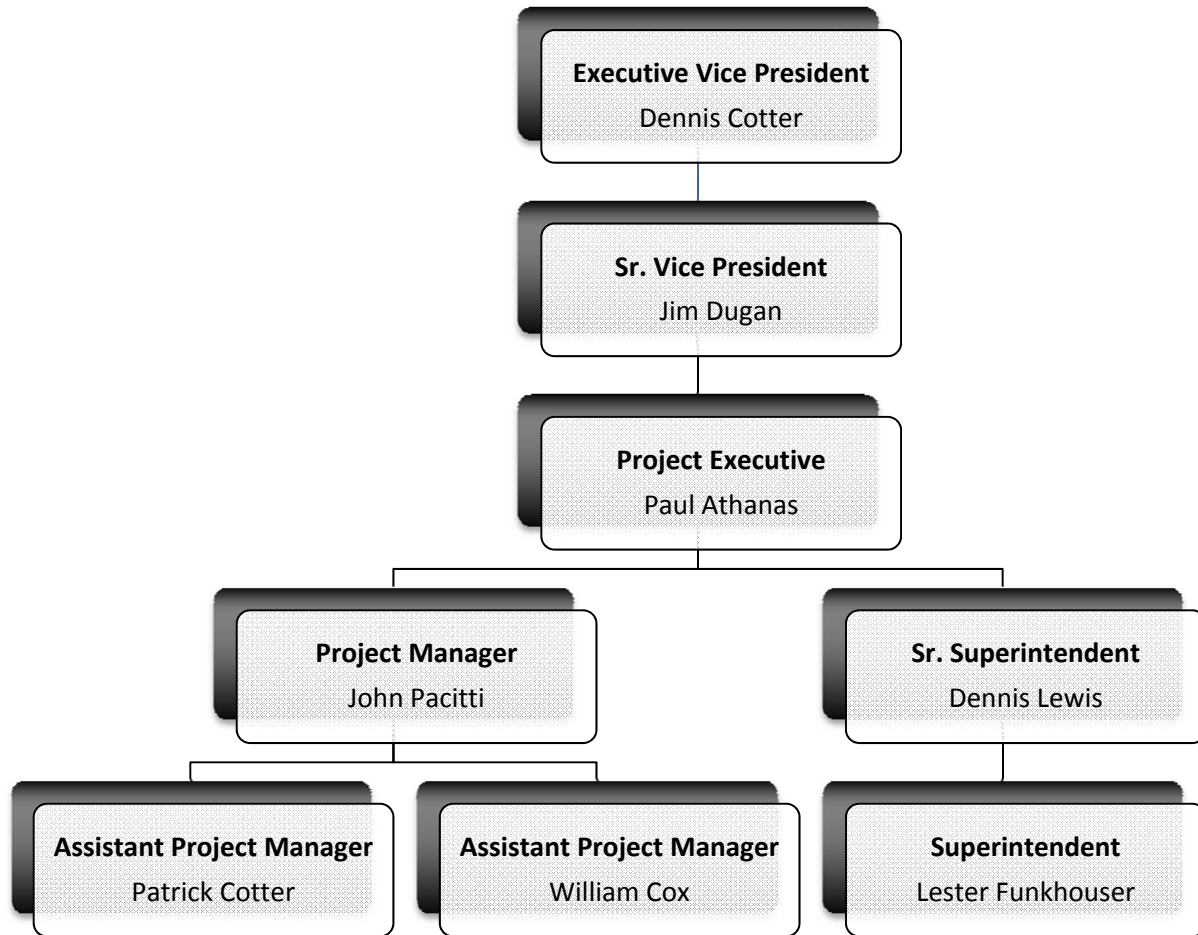 Executive Vice President
Dennis Cotter
Sr. Vice President
Jim Dugan
Project Executive
Paul Athanas
Project Manager
John Pacitti
Sr. Superintendent
Dennis Lewis
Assistant Project Manager
Patrick Cotter
Assistant Project Manager
William Cox
Superintendent
Lester Funkhouser